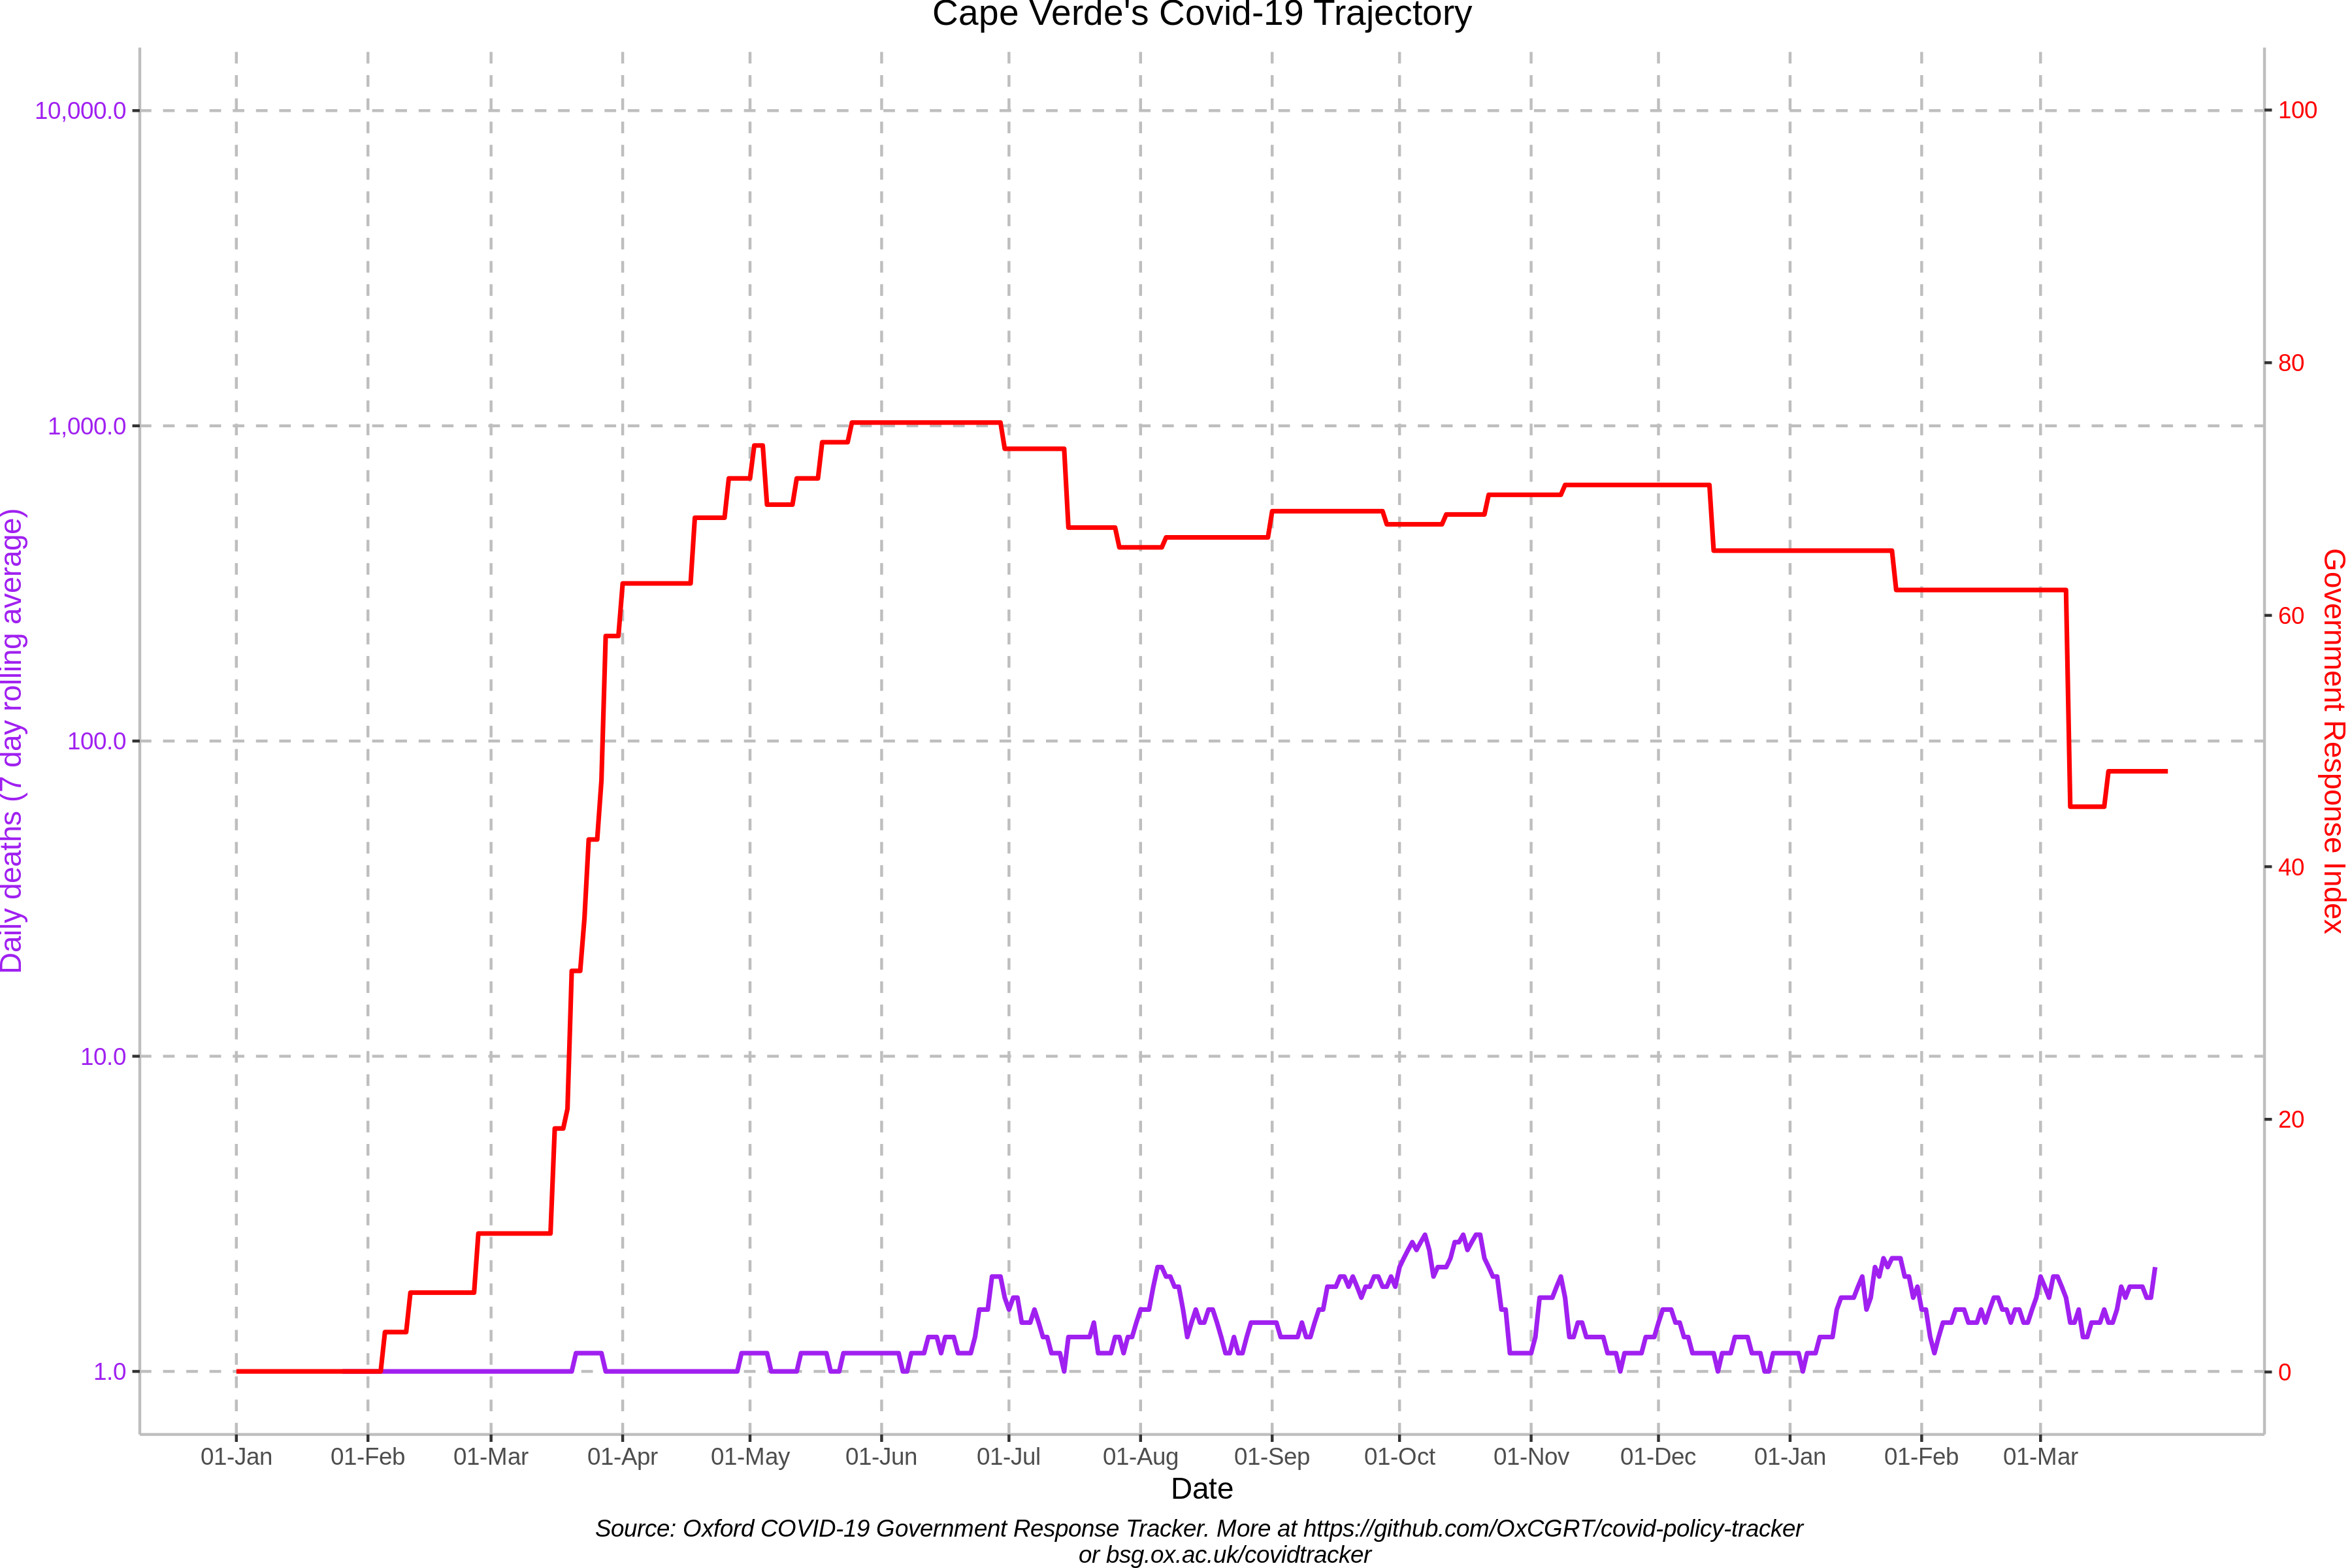 Cape Verde's Covid-19 Trajectory
Daily deaths (7 day rolling average)
10,000.0
1,000.0
100.0
10.0
1.0
100
80
60
40
20
0
Government Response Index
01-Jan 01-Feb 01-Mar 01-Apr 01-May 01-Jun 01-Jul 01-Aug 01-Sep 01-Oct 01-Nov 01-Dec 01-Jan 01-Feb 01-Mar
Date
Source: Oxford COVID-19 Government Response Tracker. More at https://github.com/OxCGRT/covid-policy-tracker
or bsg.ox.ac.uk/covidtracker